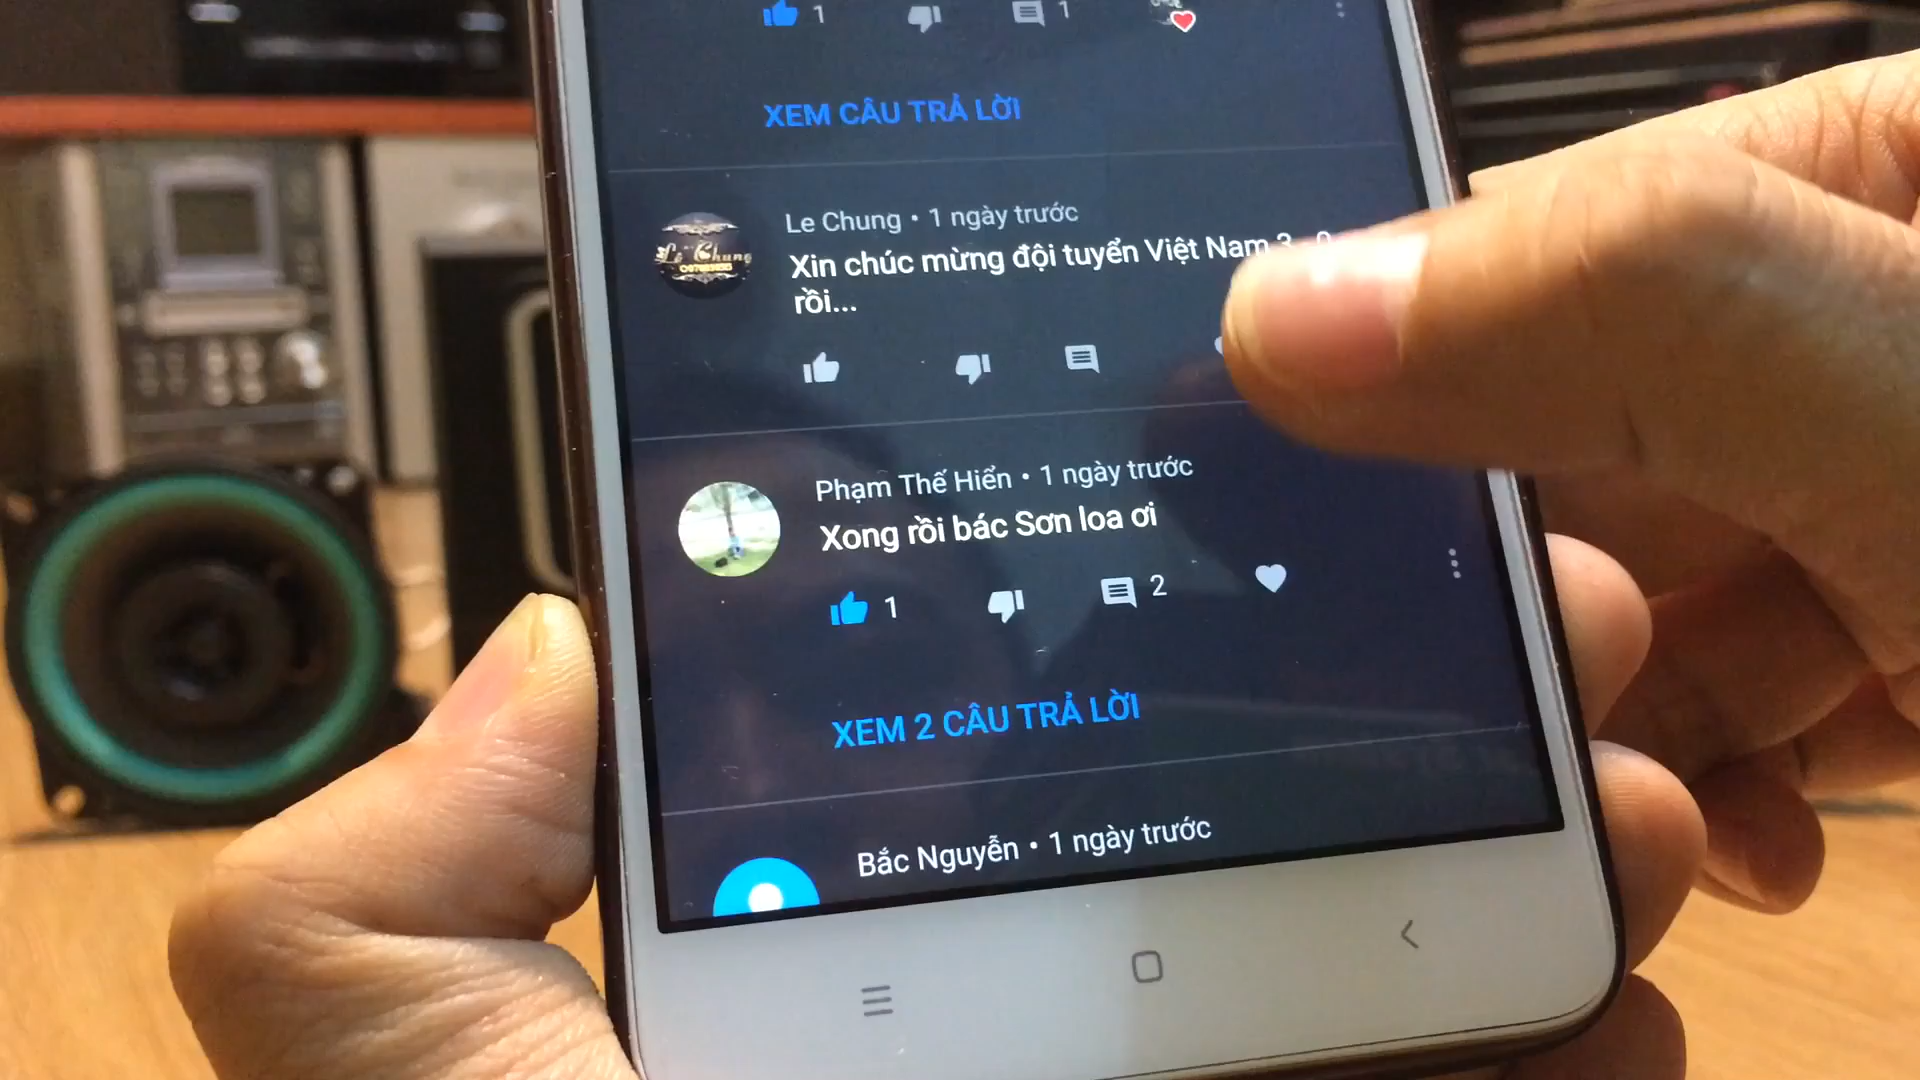 1 1
XEM CÂU TRẢ LỜI
Le Chung • 1 ngày trước
Xin chúc mừng đội tuyển Việt Nam 3
rồi...
Phạm Thế Hiển • 1 ngày trước
Xong rồi bác Sơn loa ơi
1 2
XEM 2 CÂU TRẢ LỜI
Bắc Nguyễn • 1 ngày trước